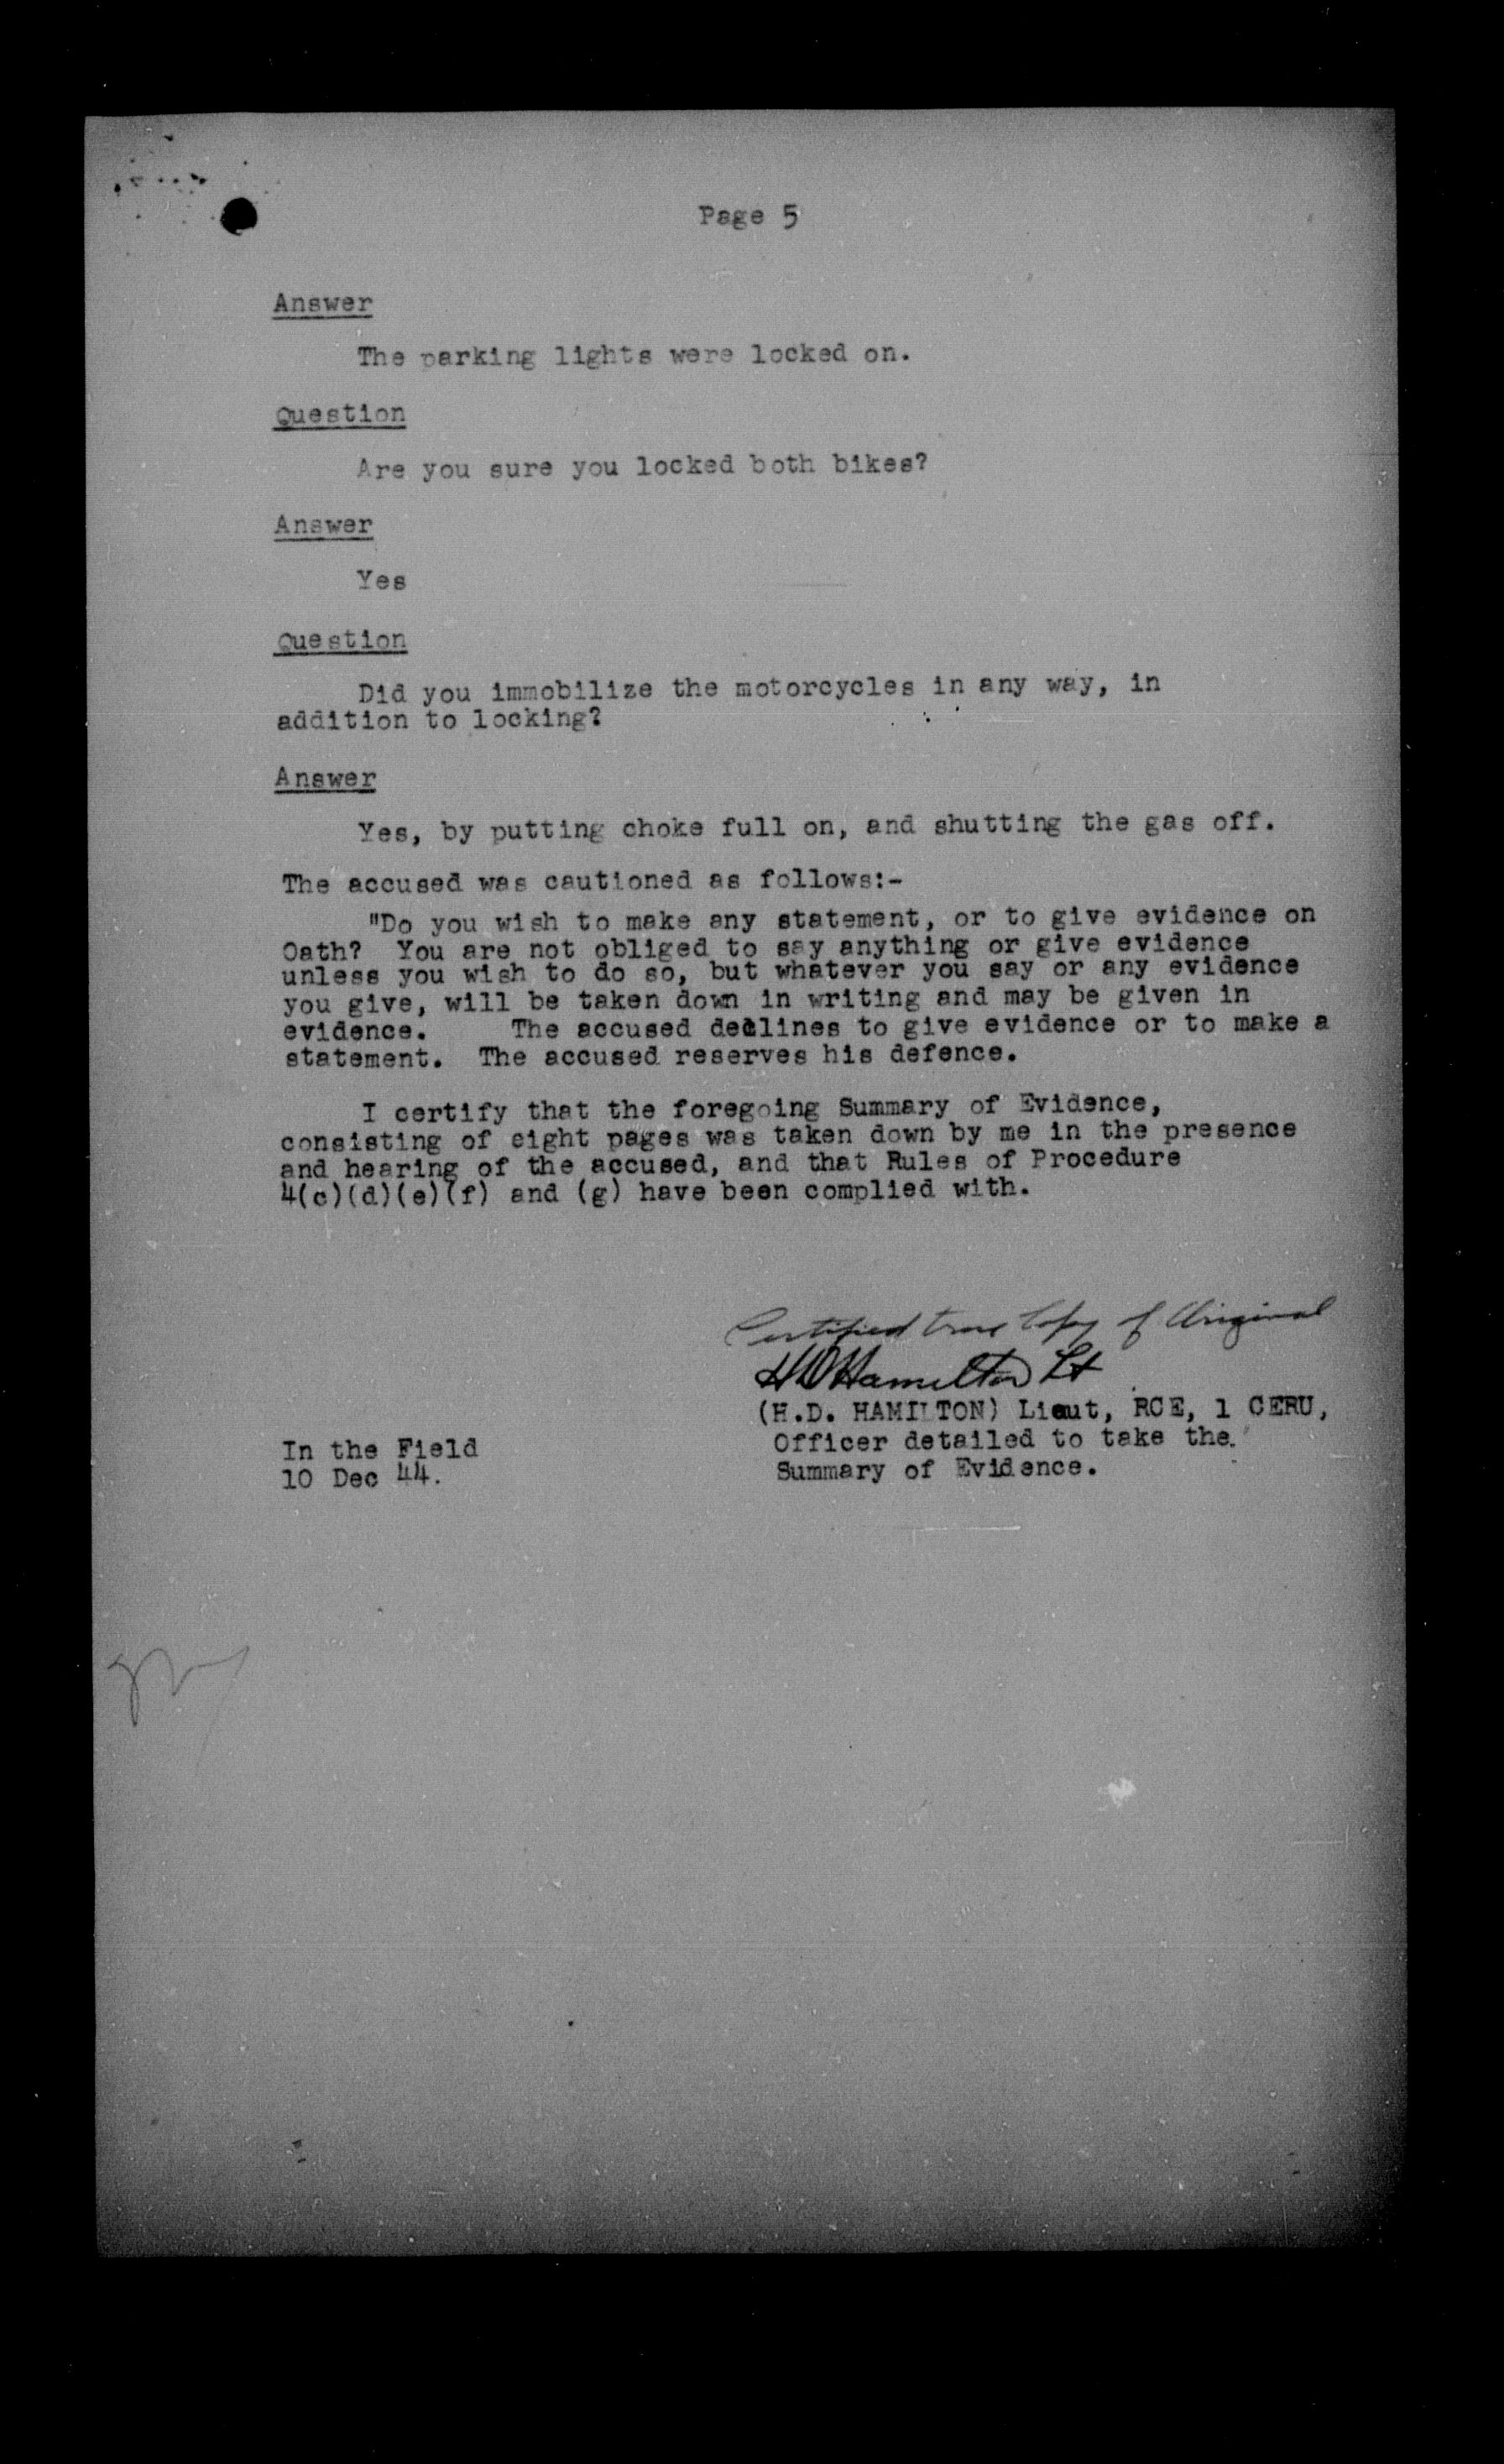 Page 5
Answer
The parking lights were locked on.
Question
Are you sure you locked both bikes?
Answer
Yes
Question
Did you immobilize the motorcycles in any way, in
addition to locking?
Answer
Yes, by putting choke full on, and shutting the gas off.
The accused was cautioned as follows:-
"Do you wish to make any statement, or to give evidence on
Oath? You are not obliged to say anything or give evidence
unless you wish to do so, but whatever you say or any evidence
you give, will be taken down in writing and may be given in
evidence. The accused declines to give evidence or to make a
statement. The accused reserves his defence.
I certify that the foregoing Summary of Evidence,
consisting of eight pages was taken down by me in the presence
and hearing of the accused, and that Rules of Procedure
4(c)(d)(e)(f) and (g) have been complied with.
Certified true Copy of Original
HDHamilton Lt
(H.D. HAMILTON) Lieut, RCE, 1 CERU,
Officer detailed to take the
Summary of Evidence.
In the Field
10 Dec 44.